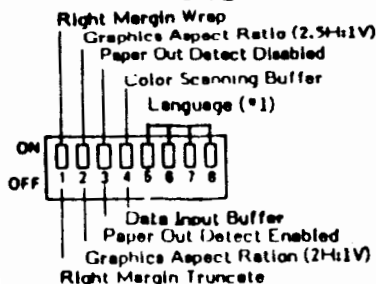 Right Margin Wrap
Graphics Aspect Ratio (2.5H:1V)
Paper Out Detect Disabled
Color Scanning Buffer
Language (*1)
ON
OFF
1 2 3 4 5 6 7 8
Data Input Buffer
Paper Out Detect Enabled
Graphics Aspect Ration (2H:1V)
Right Margin Truncate